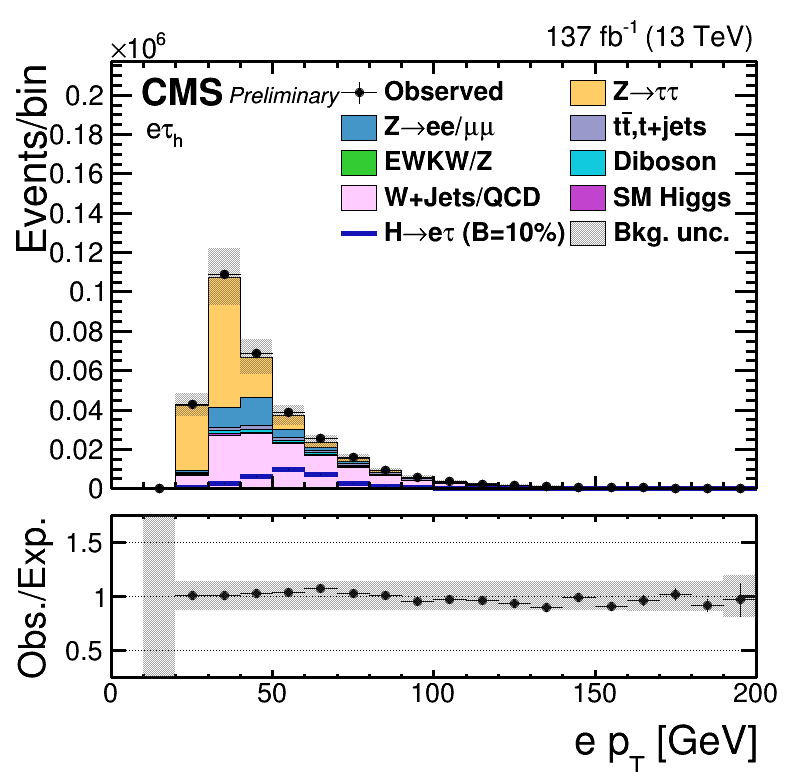 ×10⁶
137 fb⁻¹ (13 TeV)
CMS Preliminary
eτₕ
Observed
Z→ττ
Z→ee/μμ
tt̄,t+jets
EWKW/Z
Diboson
W+Jets/QCD
SM Higgs
H→eτ (B=10%)
Bkg. unc.
Events/bin
0.2
0.18
0.16
0.14
0.12
0.1
0.08
0.06
0.04
0.02
0
Obs./Exp.
1.5
1
0.5
0 50 100 150 200
e p_T [GeV]